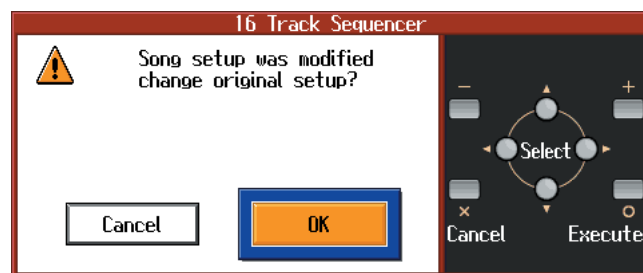 16 Track Sequencer
Song setup was modified
change original setup?
Cancel
OK
− +
Select
× ○
Cancel
Execute